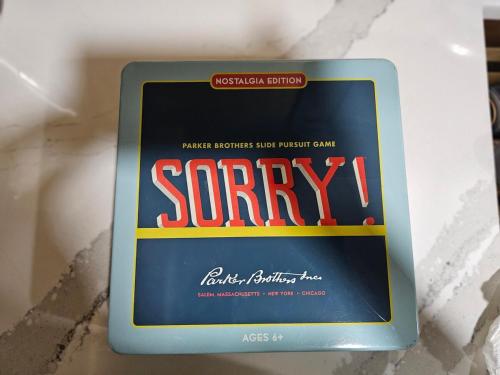 NOSTALGIA EDITION
PARKER BROTHERS SLIDE PURSUIT GAME
SORRY!
Parker Brothers Inc.
SALEM, MASSACHUSETTS • NEW YORK • CHICAGO
AGES 6+